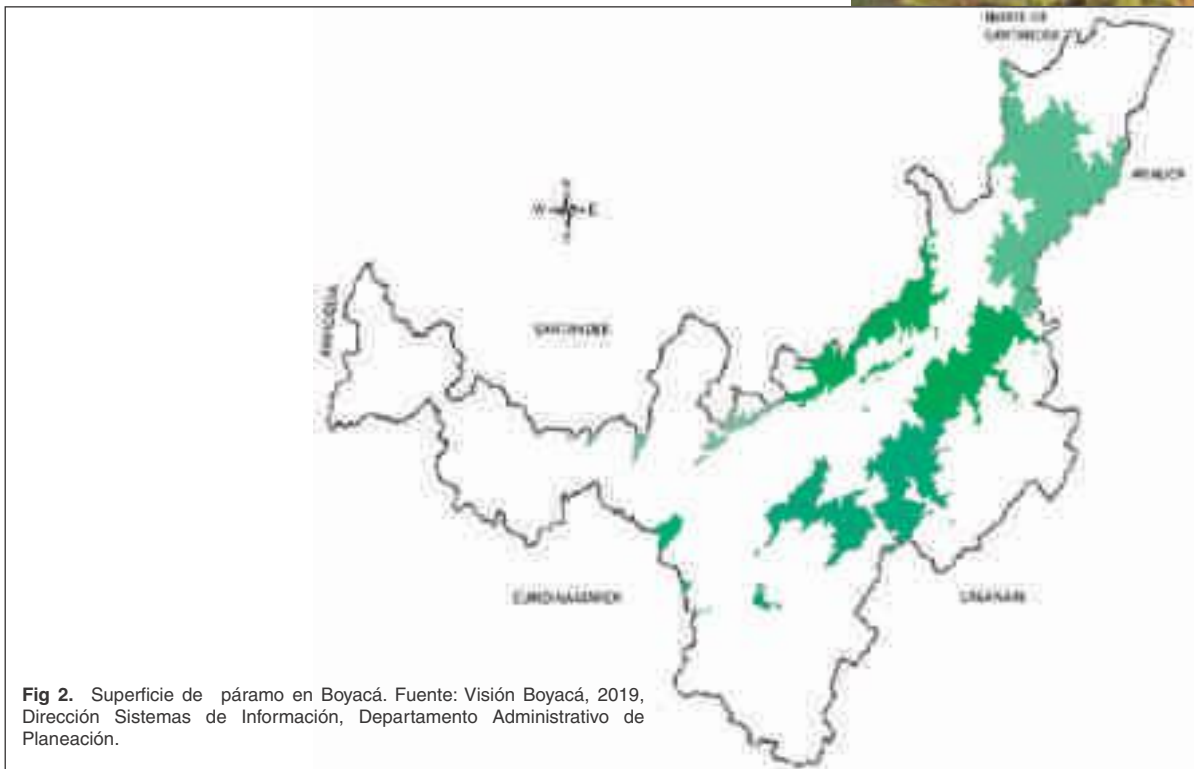 NORTE DE
SANTANDER
ARAUCA
W E
ANTIOQUIA
SANTANDER
CUNDINAMARCA
CASANARE
Fig 2. Superficie de páramo en Boyacá. Fuente: Visión Boyacá, 2019,
Dirección Sistemas de Información, Departamento Administrativo de
Planeación.